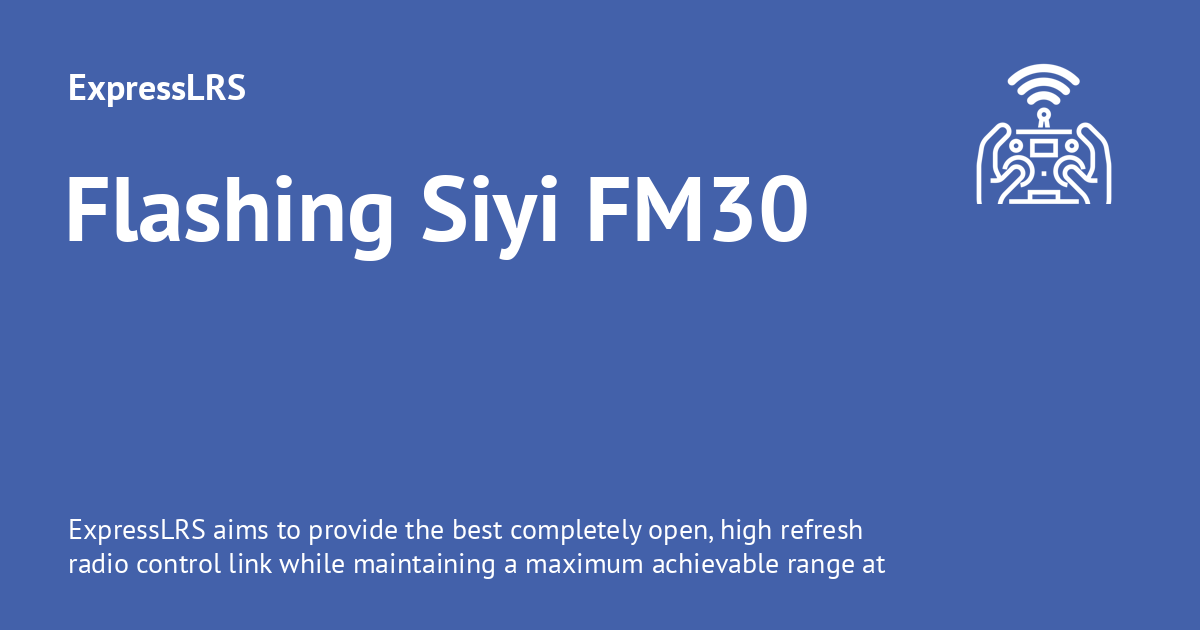 ExpressLRS
Flashing Siyi FM30
ExpressLRS aims to provide the best completely open, high refresh
radio control link while maintaining a maximum achievable range at